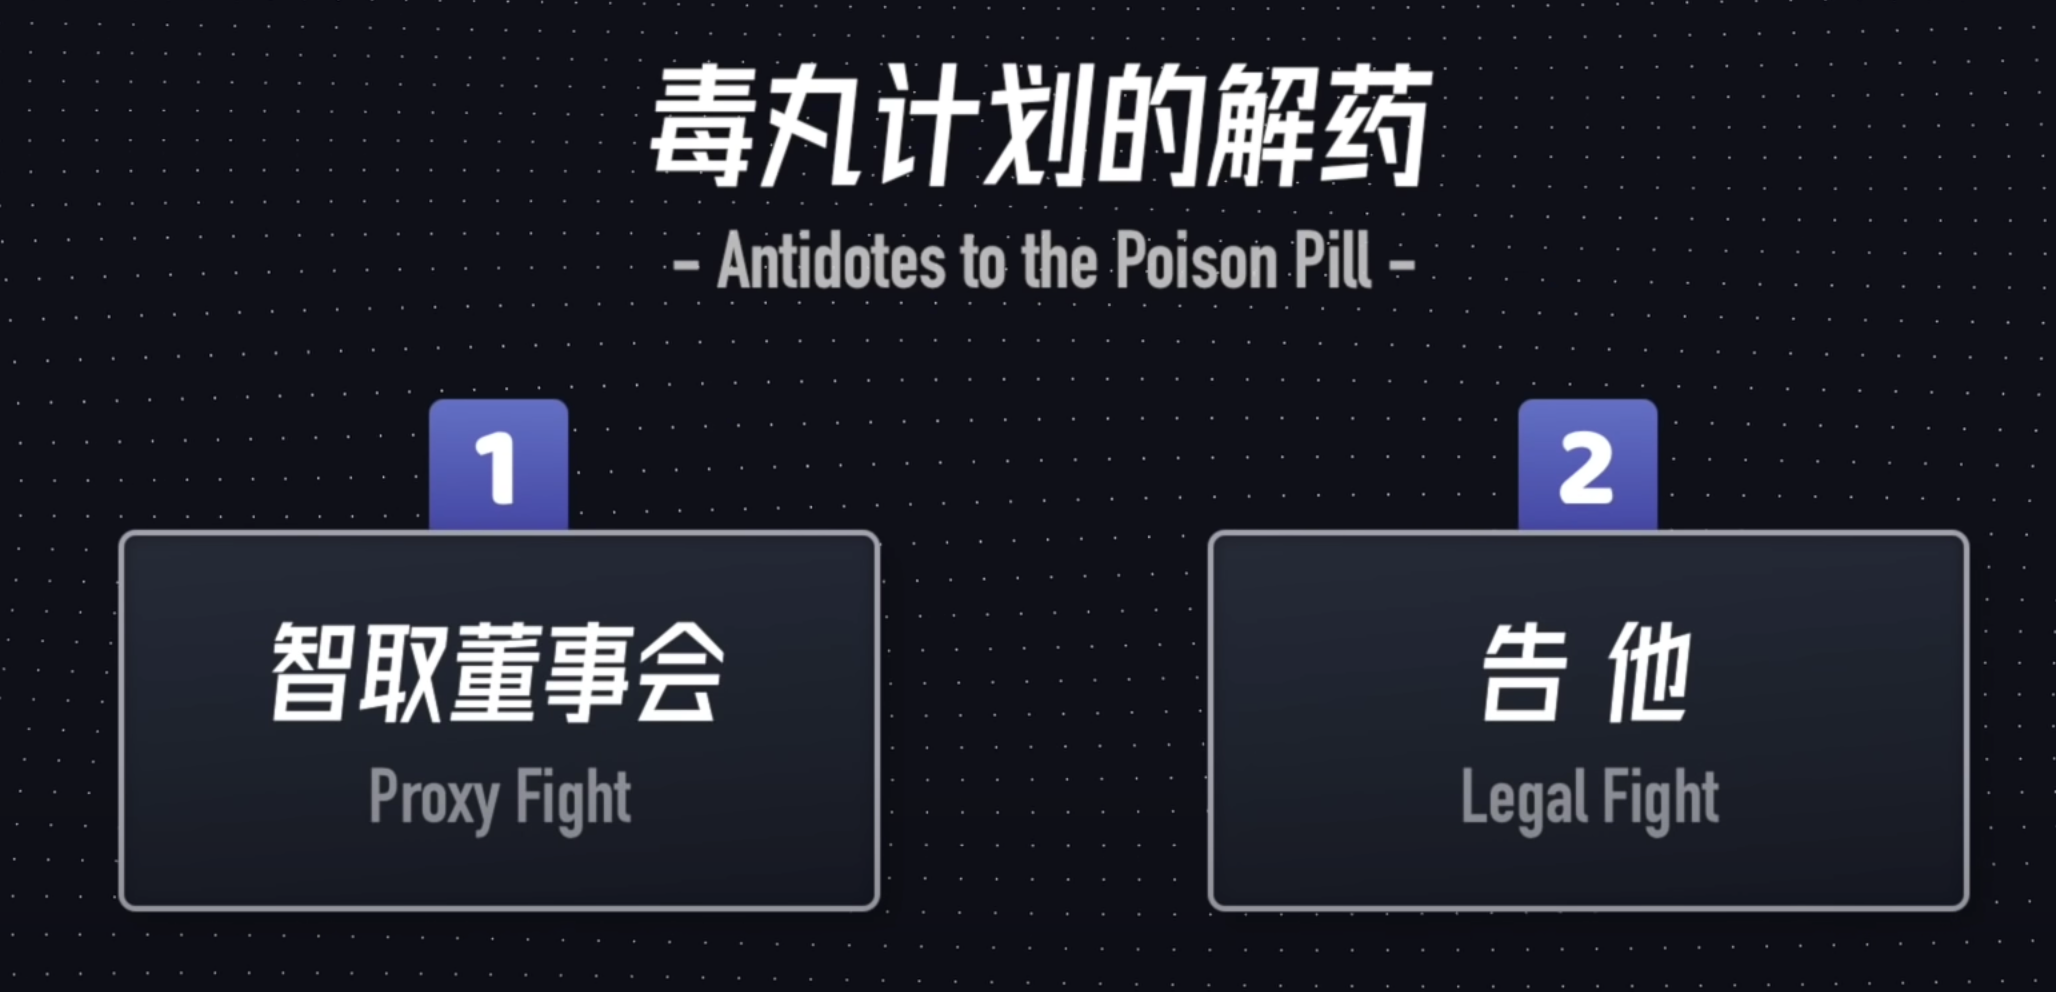 毒丸计划的解药
- Antidotes to the Poison Pill -
1
智取董事会
Proxy Fight
2
告 他
Legal Fight